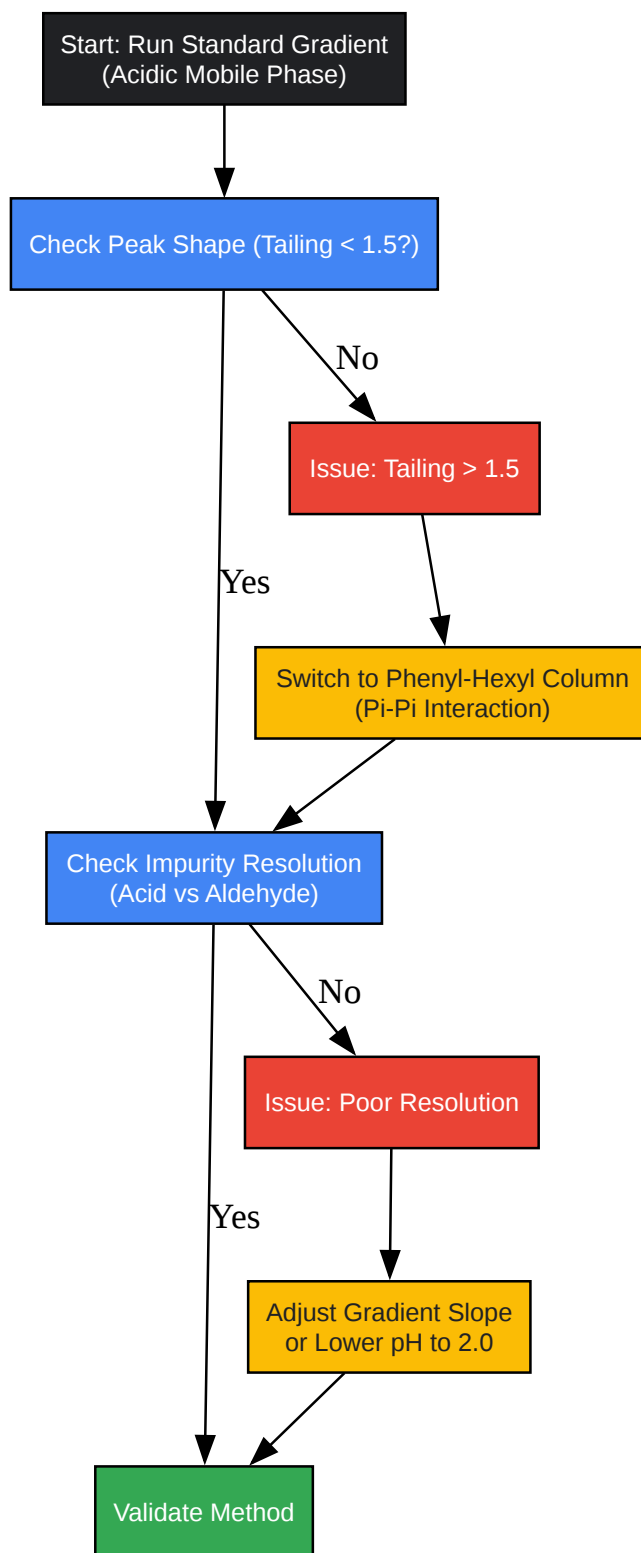 Start: Run Standard Gradient
(Acidic Mobile Phase)
Check Peak Shape (Tailing < 1.5?)
No
Issue: Tailing > 1.5
Yes
Switch to Phenyl-Hexyl Column
(Pi-Pi Interaction)
Check Impurity Resolution
(Acid vs Aldehyde)
No
Issue: Poor Resolution
Yes
Adjust Gradient Slope
or Lower pH to 2.0
Validate Method